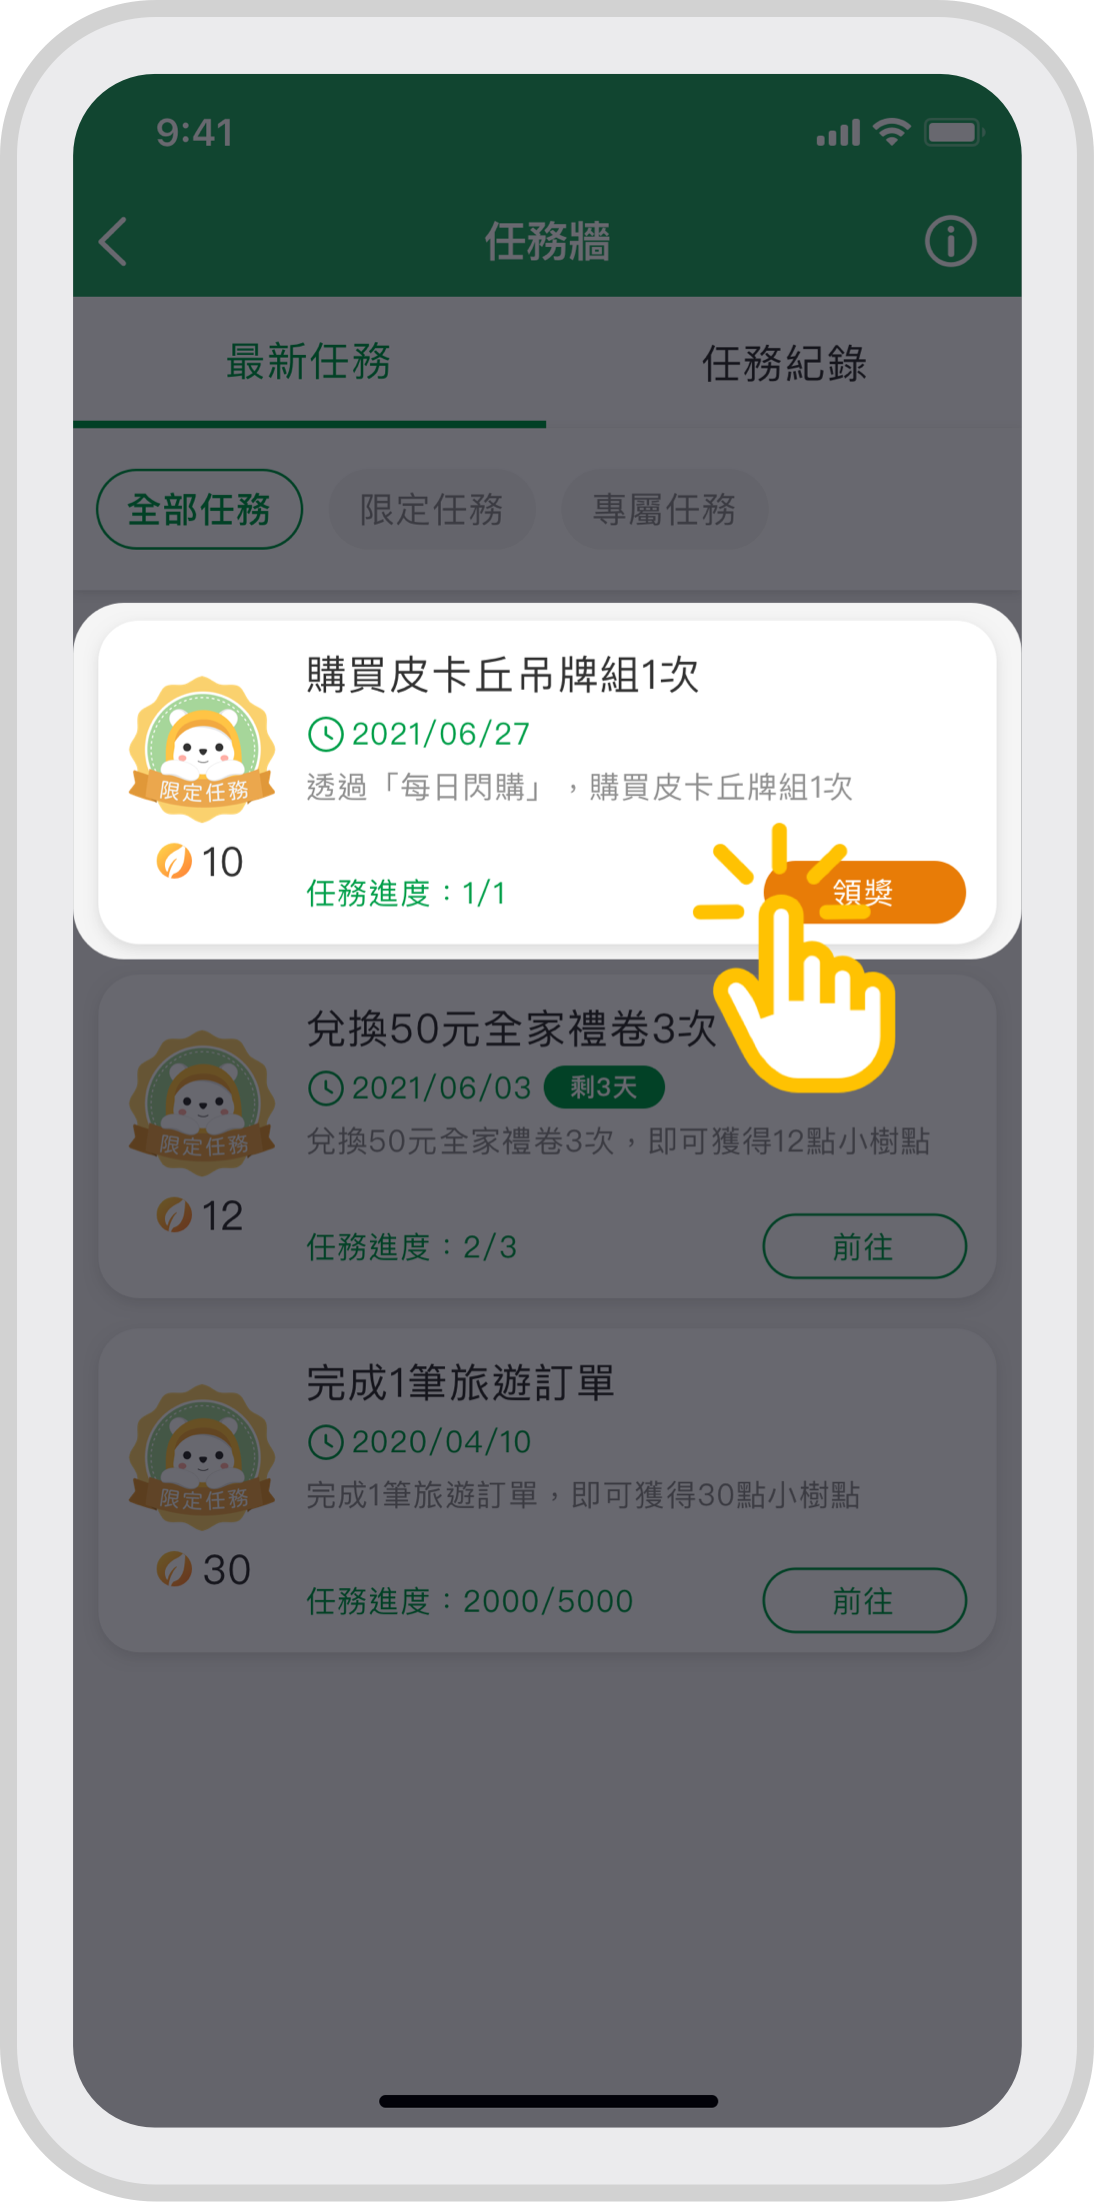 9:41
任務牆
最新任務
任務紀錄
全部任務
限定任務
專屬任務
購買皮卡丘吊牌組1次
2021/06/27
透過「每日閃購」,購買皮卡丘牌組1次
限定任務
10
任務進度:1/1
領獎
兌換50元全家禮卷3次
2021/06/03
剩3天
兌換50元全家禮卷3次,即可獲得12點小樹點
限定任務
12
任務進度:2/3
前往
完成1筆旅遊訂單
2020/04/10
完成1筆旅遊訂單,即可獲得30點小樹點
限定任務
30
任務進度:2000/5000
前往